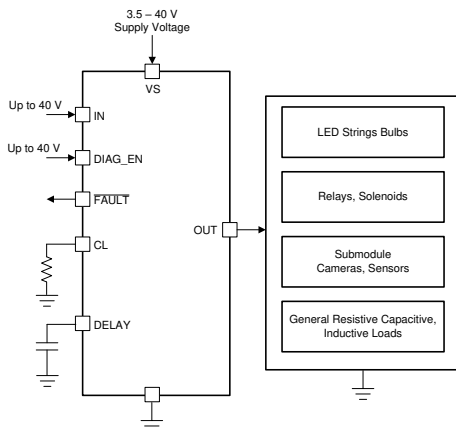 3.5 – 40 V
Supply Voltage
VS
Up to 40 V
IN
Up to 40 V
DIAG_EN
FAULT
CL
DELAY
OUT
LED Strings Bulbs
Relays, Solenoids
Submodule
Cameras, Sensors
General Resistive Capacitive,
Inductive Loads